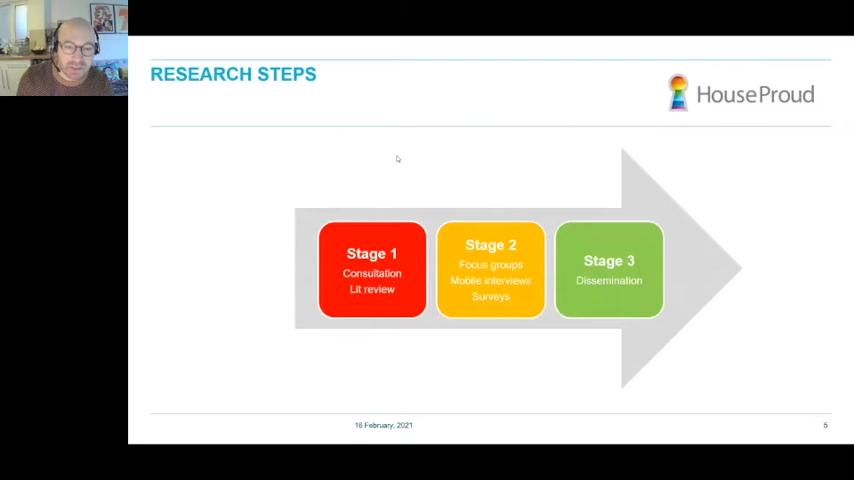 RESEARCH STEPS
HouseProud
Stage 1
Consultation
Lit review
Stage 2
Focus groups
Mobile interviews
Surveys
Stage 3
Dissemination
16 February, 2021
5